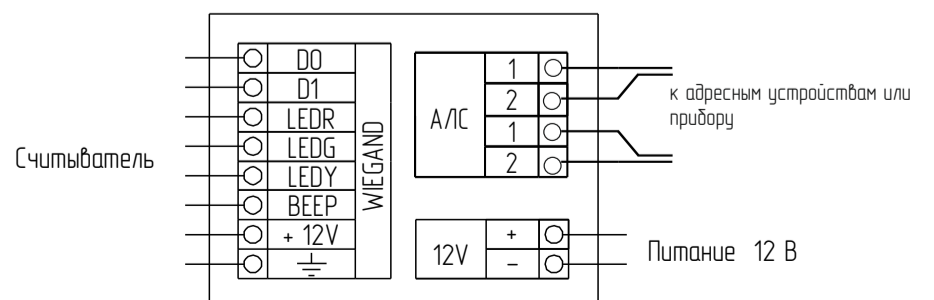 Считыватель
D0
D1
LEDR
LEDG
LEDY
BEEP
+ 12V
WIEGAND
АЛС
1
2
1
2
к адресным устройствам или
прибору
12V
+
–
Питание 12 В